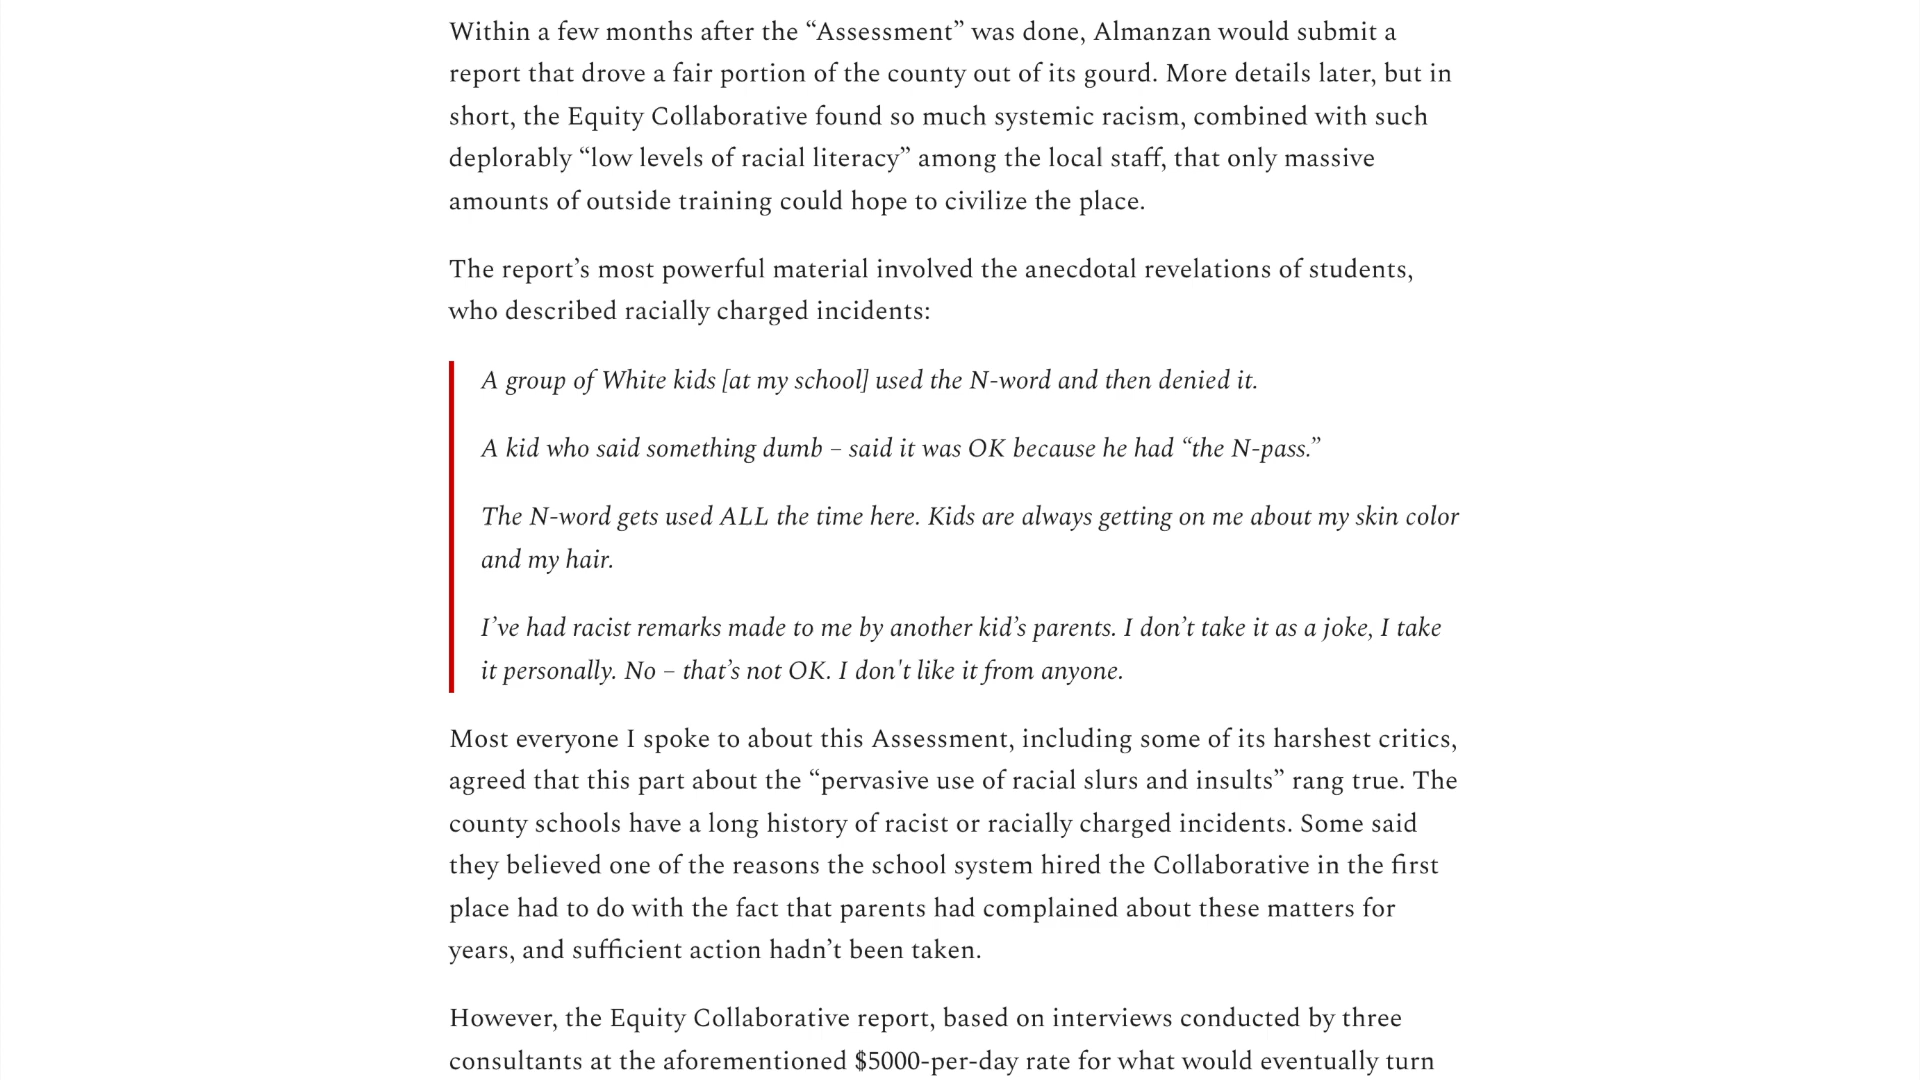 Within a few months after the “Assessment” was done, Almanzan would submit a
report that drove a fair portion of the county out of its gourd. More details later, but in
short, the Equity Collaborative found so much systemic racism, combined with such
deplorably “low levels of racial literacy” among the local staff, that only massive
amounts of outside training could hope to civilize the place.
The report’s most powerful material involved the anecdotal revelations of students,
who described racially charged incidents:
A group of White kids [at my school] used the N-word and then denied it.
A kid who said something dumb – said it was OK because he had “the N-pass.”
The N-word gets used ALL the time here. Kids are always getting on me about my skin color
and my hair.
I’ve had racist remarks made to me by another kid’s parents. I don’t take it as a joke, I take
it personally. No – that’s not OK. I don't like it from anyone.
Most everyone I spoke to about this Assessment, including some of its harshest critics,
agreed that this part about the “pervasive use of racial slurs and insults” rang true. The
county schools have a long history of racist or racially charged incidents. Some said
they believed one of the reasons the school system hired the Collaborative in the first
place had to do with the fact that parents had complained about these matters for
years, and sufficient action hadn’t been taken.
However, the Equity Collaborative report, based on interviews conducted by three
consultants at the aforementioned $5000-per-day rate for what would eventually turn